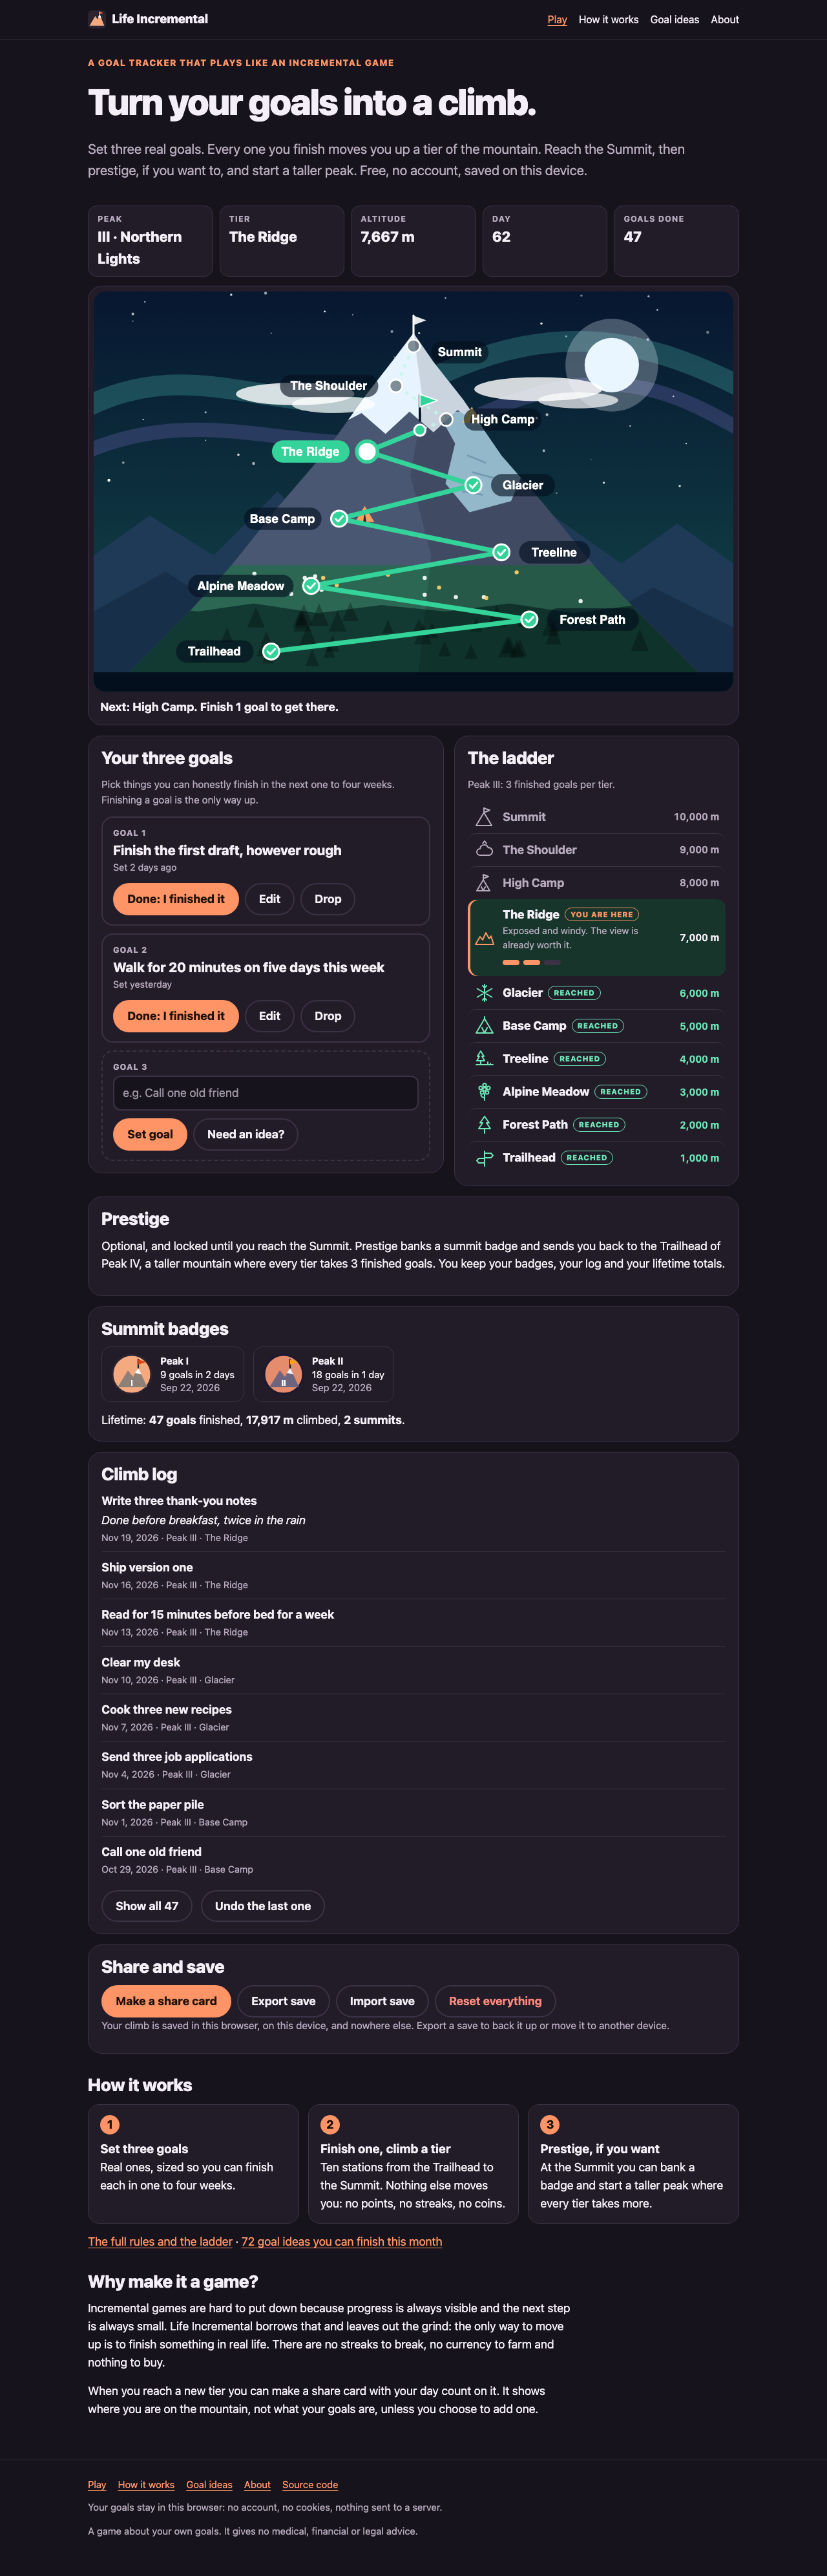 Life Incremental
Play How it works Goal ideas About
A GOAL TRACKER THAT PLAYS LIKE AN INCREMENTAL GAME
Turn your goals into a climb.
Set three real goals. Every one you finish moves you up a tier of the mountain. Reach the Summit, then
prestige, if you want to, and start a taller peak. Free, no account, saved on this device.
PEAK
III · Northern
Lights
TIER
The Ridge
ALTITUDE
7,667 m
DAY
62
GOALS DONE
47
Summit
The Shoulder
High Camp
The Ridge
Glacier
Base Camp
Treeline
Alpine Meadow
Forest Path
Trailhead
Next: High Camp. Finish 1 goal to get there.
Your three goals
Pick things you can honestly finish in the next one to four weeks.
Finishing a goal is the only way up.
GOAL 1
Finish the first draft, however rough
Set 2 days ago
Done: I finished it Edit Drop
GOAL 2
Walk for 20 minutes on five days this week
Set yesterday
Done: I finished it Edit Drop
GOAL 3
e.g. Call one old friend
Set goal Need an idea?
The ladder
Peak III: 3 finished goals per tier.
Summit 10,000 m
The Shoulder 9,000 m
High Camp 8,000 m
The Ridge YOU ARE HERE
Exposed and windy. The view is
already worth it.
7,000 m
Glacier REACHED 6,000 m
Base Camp REACHED 5,000 m
Treeline REACHED 4,000 m
Alpine Meadow REACHED 3,000 m
Forest Path REACHED 2,000 m
Trailhead REACHED 1,000 m
Prestige
Optional, and locked until you reach the Summit. Prestige banks a summit badge and sends you back to the Trailhead of
Peak IV, a taller mountain where every tier takes 3 finished goals. You keep your badges, your log and your lifetime totals.
Summit badges
I
Peak I
9 goals in 2 days
Sep 22, 2026
II
Peak II
18 goals in 1 day
Sep 22, 2026
Lifetime: 47 goals finished, 17,917 m climbed, 2 summits.
Climb log
Write three thank-you notes
Done before breakfast, twice in the rain
Nov 19, 2026 · Peak III · The Ridge
Ship version one
Nov 16, 2026 · Peak III · The Ridge
Read for 15 minutes before bed for a week
Nov 13, 2026 · Peak III · The Ridge
Clear my desk
Nov 10, 2026 · Peak III · Glacier
Cook three new recipes
Nov 7, 2026 · Peak III · Glacier
Send three job applications
Nov 4, 2026 · Peak III · Glacier
Sort the paper pile
Nov 1, 2026 · Peak III · Base Camp
Call one old friend
Oct 29, 2026 · Peak III · Base Camp
Show all 47 Undo the last one
Share and save
Make a share card Export save Import save Reset everything
Your climb is saved in this browser, on this device, and nowhere else. Export a save to back it up or move it to another device.
How it works
1
Set three goals
Real ones, sized so you can finish
each in one to four weeks.
2
Finish one, climb a tier
Ten stations from the Trailhead to
the Summit. Nothing else moves
you: no points, no streaks, no coins.
3
Prestige, if you want
At the Summit you can bank a
badge and start a taller peak where
every tier takes more.
The full rules and the ladder · 72 goal ideas you can finish this month
Why make it a game?
Incremental games are hard to put down because progress is always visible and the next step
is always small. Life Incremental borrows that and leaves out the grind: the only way to move
up is to finish something in real life. There are no streaks to break, no currency to farm and
nothing to buy.
When you reach a new tier you can make a share card with your day count on it. It shows
where you are on the mountain, not what your goals are, unless you choose to add one.
Play How it works Goal ideas About Source code
Your goals stay in this browser: no account, no cookies, nothing sent to a server.
A game about your own goals. It gives no medical, financial or legal advice.